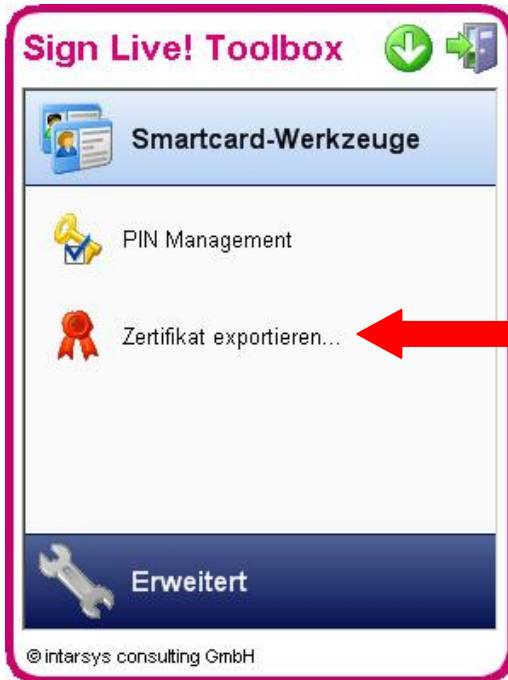 Sign Live! Toolbox
Smartcard-Werkzeuge
PIN Management
Zertifikat exportieren...
Erweitert
© intarsys consulting GmbH